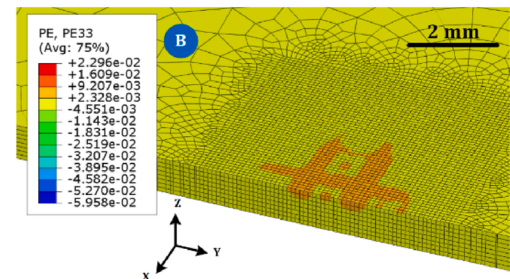 PE, PE33
(Avg: 75%)
+2.296e-02
+1.609e-02
+9.207e-03
+2.328e-03
-4.551e-03
-1.143e-02
-1.831e-02
-2.519e-02
-3.207e-02
-3.895e-02
-4.582e-02
-5.270e-02
-5.958e-02
B
2 mm
Z
Y
X